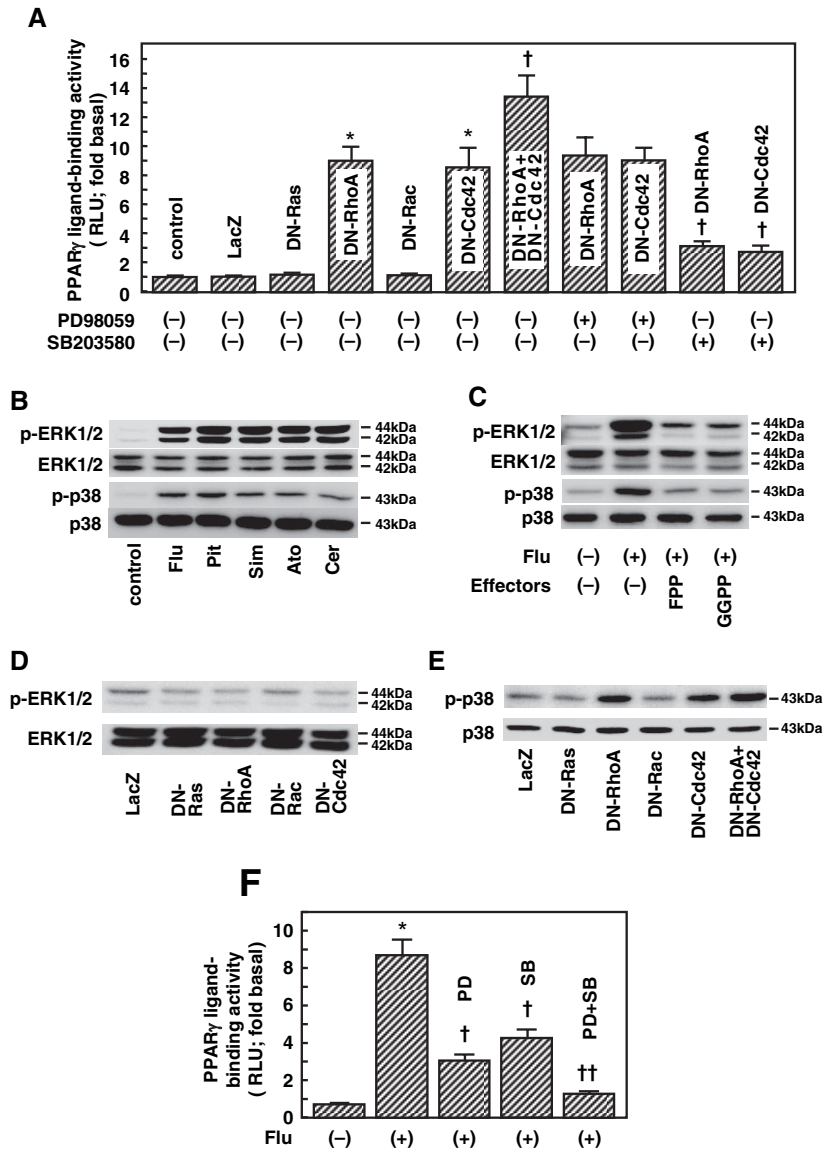 A
PPARγ ligand-binding activity
( RLU; fold basal)
16
14
12
10
8
6
4
2
0
control
LacZ
DN-Ras
*
DN-RhoA
DN-Rac
*
DN-Cdc42
†
DN-RhoA+
DN-Cdc42
DN-RhoA
DN-Cdc42
† DN-RhoA
† DN-Cdc42
PD98059 (–) (–) (–) (–) (–) (–) (–) (+) (+) (–) (–)
SB203580 (–) (–) (–) (–) (–) (–) (–) (–) (–) (+) (+)
B
p-ERK1/2 44kDa
42kDa
ERK1/2 44kDa
42kDa
p-p38 43kDa
p38 43kDa
control Flu Pit Sim Ato Cer
C
p-ERK1/2 44kDa
42kDa
ERK1/2 44kDa
42kDa
p-p38 43kDa
p38 43kDa
Flu (–) (+) (+) (+)
Effectors (–) (–) FPP GGPP
D
p-ERK1/2 44kDa
42kDa
ERK1/2 44kDa
42kDa
LacZ
DN-
Ras
DN-
RhoA
DN-
Rac
DN-
Cdc42
E
p-p38 43kDa
p38 43kDa
LacZ
DN-Ras
DN-RhoA
DN-Rac
DN-Cdc42
DN-RhoA+
DN-Cdc42
F
PPARγ ligand-
binding activity
( RLU; fold basal)
10
8
6
4
2
0
*
† PD
† SB
†† PD+SB
Flu (–) (+) (+) (+) (+)